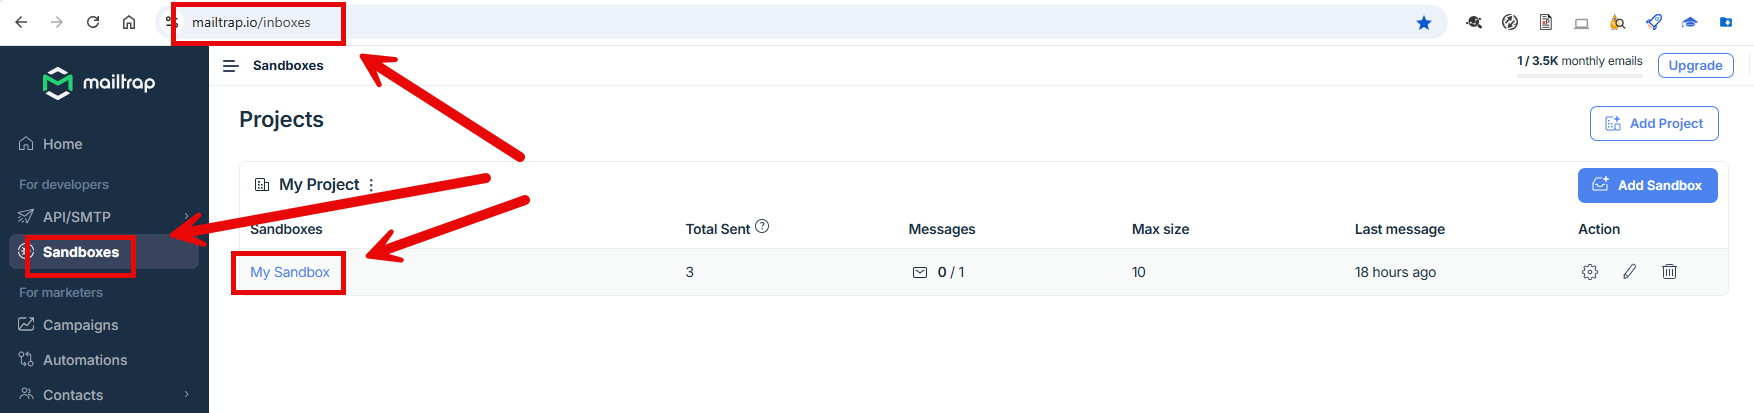 mailtrap.io/inboxes
mailtrap
Sandboxes
1 / 3.5K monthly emails
Upgrade
Home
For developers
API/SMTP
Sandboxes
For marketers
Campaigns
Automations
Contacts
Projects
Add Project
My Project
Add Sandbox
Sandboxes Total Sent ? Messages Max size Last message Action
My Sandbox 3 0 / 1 10 18 hours ago